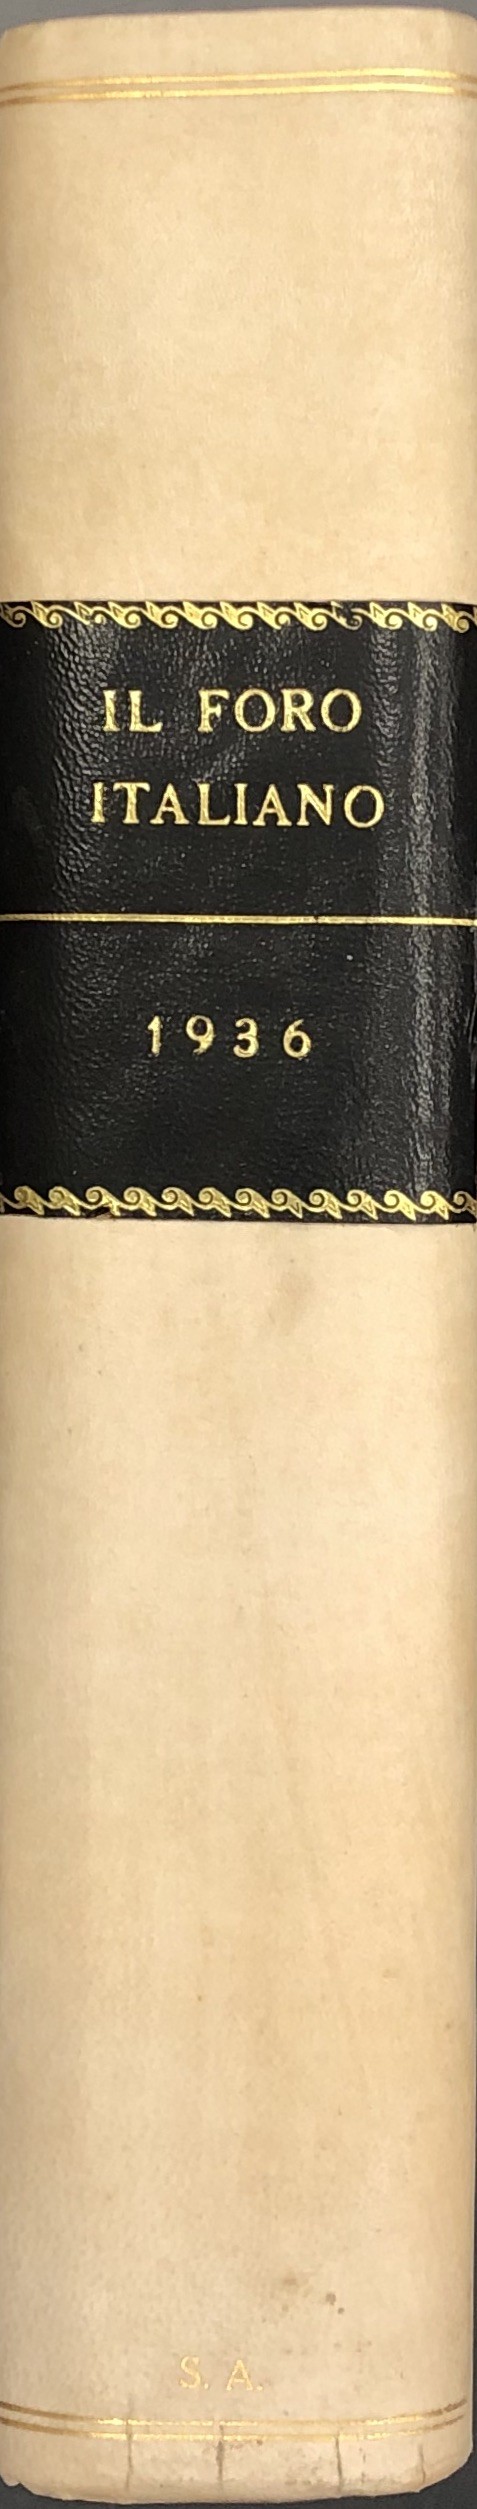 IL FORO
ITALIANO
1936
S. A.